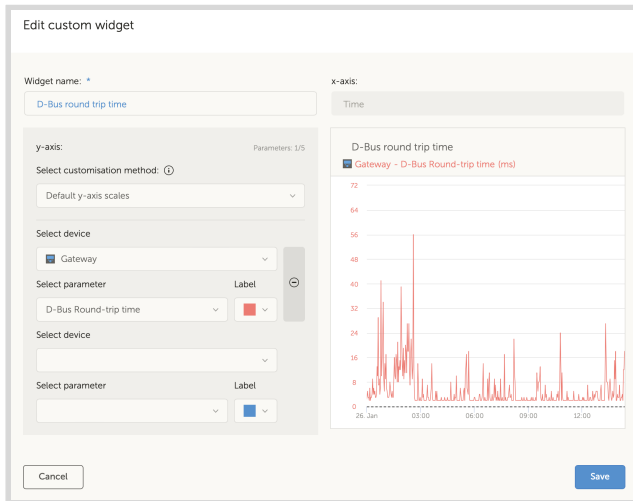 Edit custom widget
Widget name: *
x-axis:
D-Bus round trip time
Time
y-axis:
Parameters: 1/5
Select customisation method:
Default y-axis scales
Select device
Gateway
Select parameter
Label
D-Bus Round-trip time
Select device
Select parameter
Label
D-Bus round trip time
Gateway - D-Bus Round-trip time (ms)
72
64
56
48
40
32
24
16
8
0
26. Jan
03:00
06:00
09:00
12:00
Cancel
Save